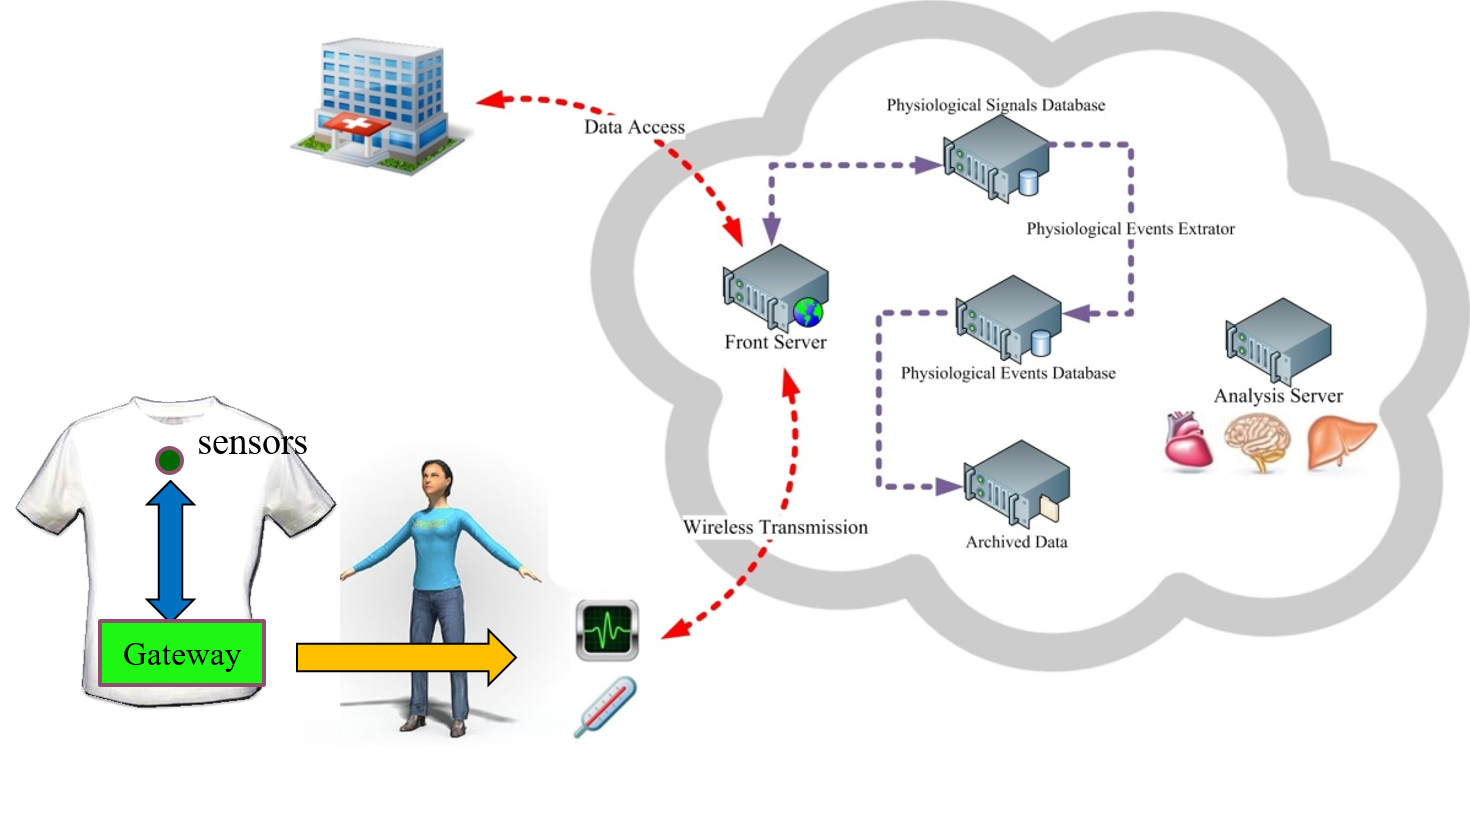 Physiological Signals Database
Data Access
Physiological Events Extrator
Front Server
Physiological Events Database
Analysis Server
sensors
Wireless Transmission
Archived Data
Gateway